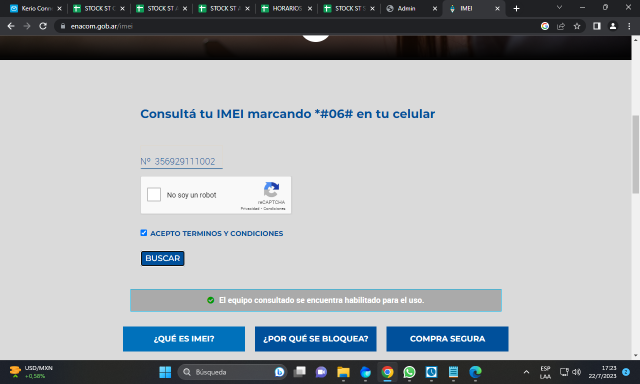 Kerio Conn
STOCK ST
STOCK ST
STOCK ST
HORARIOS
STOCK ST
Admin
IMEI
enacom.gob.ar/imei
Consultá tu IMEI marcando *#06# en tu celular
Nº 356929111002
No soy un robot
reCAPTCHA
Privacidad - Condiciones
ACEPTO TERMINOS Y CONDICIONES
BUSCAR
El equipo consultado se encuentra habilitado para el uso.
¿QUÉ ES IMEI?
¿POR QUÉ SE BLOQUEA?
COMPRA SEGURA
USD/MXN
+0,56%
Búsqueda
ESP
LAA
17:23
22/7/2023